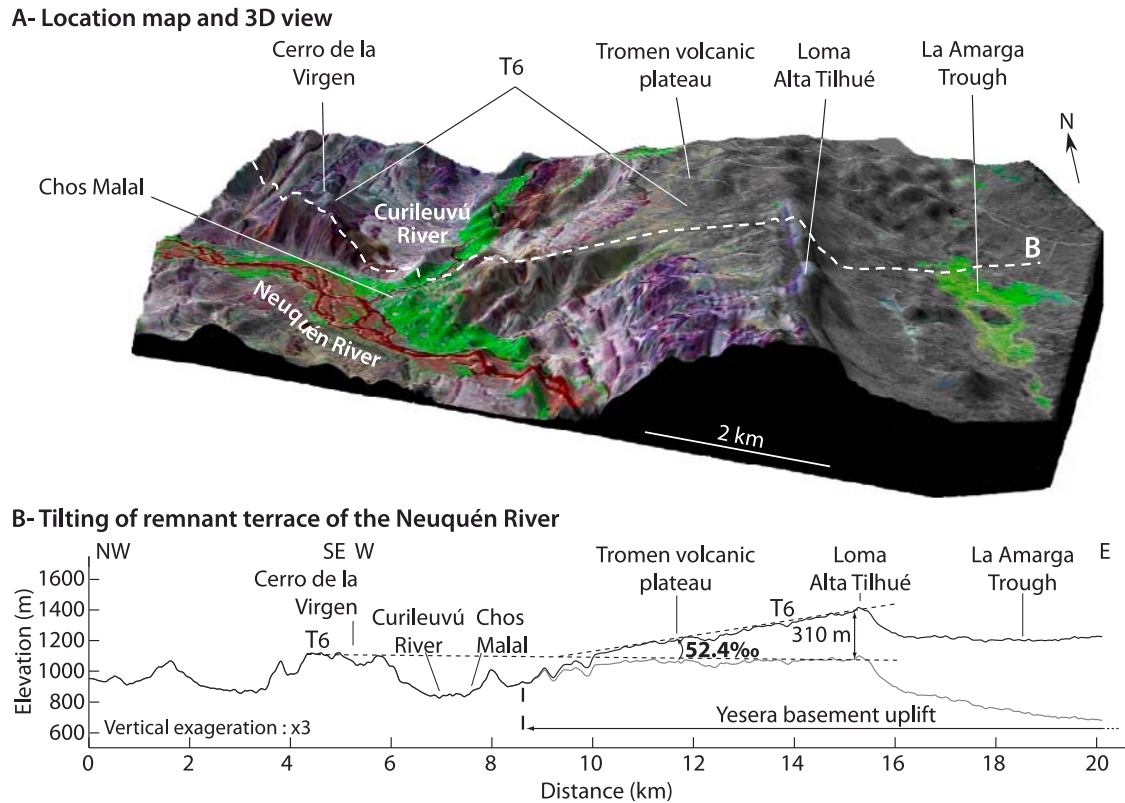 A- Location map and 3D view
Cerro de la
Virgen
T6
Tromen volcanic
plateau
Loma
Alta Tilhué
La Amarga
Trough
N
Chos Malal
Curileuvú
River
B
Neuquén River
2 km
B- Tilting of remnant terrace of the Neuquén River
NW
SE W
E
Cerro de la
Virgen
T6
Curileuvú
River
Chos
Malal
Tromen volcanic
plateau
T6
Loma
Alta Tilhué
La Amarga
Trough
310 m
52.4‰
Yesera basement uplift
Vertical exageration : x3
Elevation (m)
1600
1400
1200
1000
800
600
0 2 4 6 8 10 12 14 16 18 20
Distance (km)